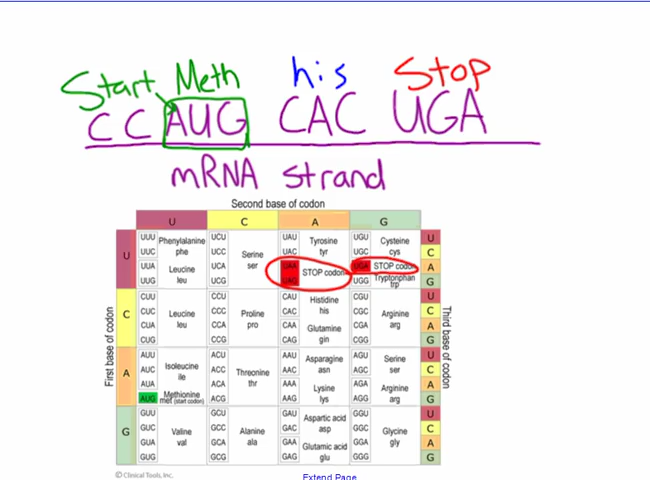 Start Meth his Stop
C C AUG CAC UGA
mRNA strand
Second base of codon
U C A G
First base of codon
Third base of codon
U
UUU UUC Phenylalanine phe
UUA UUG Leucine leu
UCU UCC UCA UCG Serine ser
UAU UAC Tyrosine tyr
UAA UAG STOP codon
UGU UGC Cysteine cys
UGA STOP codon
UGG Tryptonphan trp
U C A G
C
CUU CUC CUA CUG Leucine leu
CCU CCC CCA CCG Proline pro
CAU CAC Histidine his
CAA CAG Glutamine gin
CGU CGC CGA CGG Arginine arg
U C A G
A
AUU AUC AUA Isoleucine ile
AUG Methionine met (start codon)
ACU ACC ACA ACG Threonine thr
AAU AAC Asparagine asn
AAA AAG Lysine lys
AGU AGC Serine ser
AGA AGG Arginine arg
U C A G
G
GUU GUC GUA GUG Valine val
GCU GCC GCA GCG Alanine ala
GAU GAC Aspartic acid asp
GAA GAG Glutamic acid glu
GGU GGC GGA GGG Glycine gly
U C A G
© Clinical Tools, Inc.
Extend Page